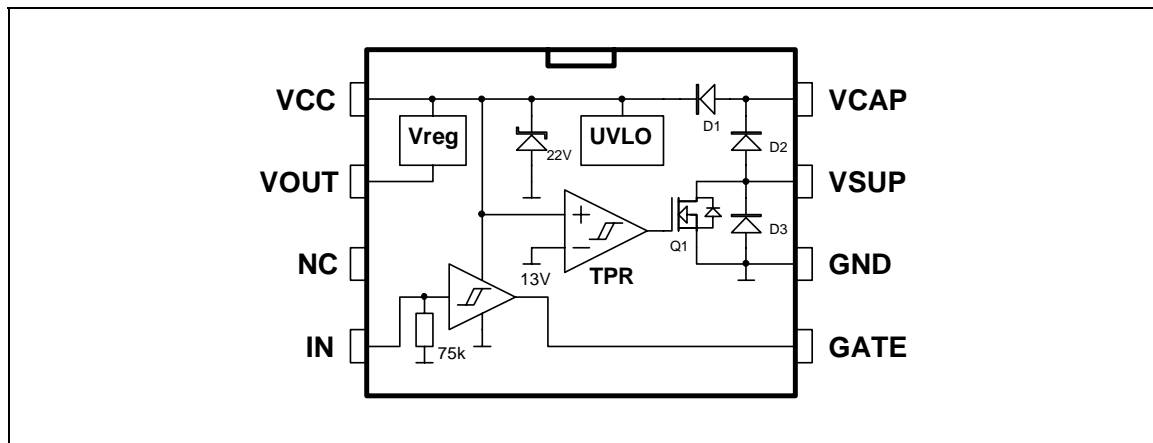 VCC
VCAP
D1
Vreg
22V
UVLO
D2
VOUT
VSUP
+
D3
Q1
NC
−
GND
13V
TPR
IN
75k
GATE